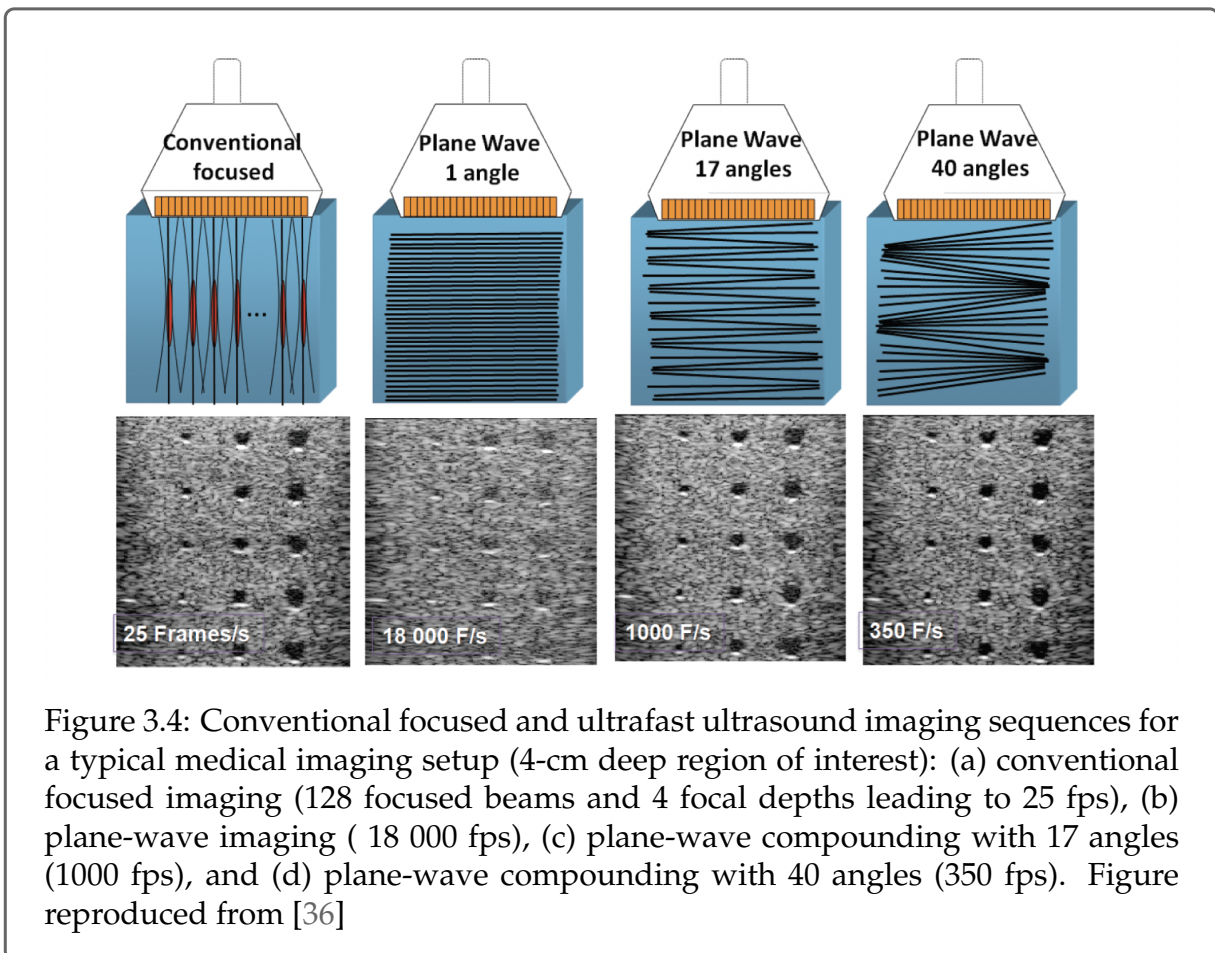 Conventional
focused
Plane Wave
1 angle
Plane Wave
17 angles
Plane Wave
40 angles
...
25 Frames/s
18 000 F/s
1000 F/s
350 F/s
Figure 3.4: Conventional focused and ultrafast ultrasound imaging sequences for
a typical medical imaging setup (4-cm deep region of interest): (a) conventional
focused imaging (128 focused beams and 4 focal depths leading to 25 fps), (b)
plane-wave imaging ( 18 000 fps), (c) plane-wave compounding with 17 angles
(1000 fps), and (d) plane-wave compounding with 40 angles (350 fps). Figure
reproduced from [36]